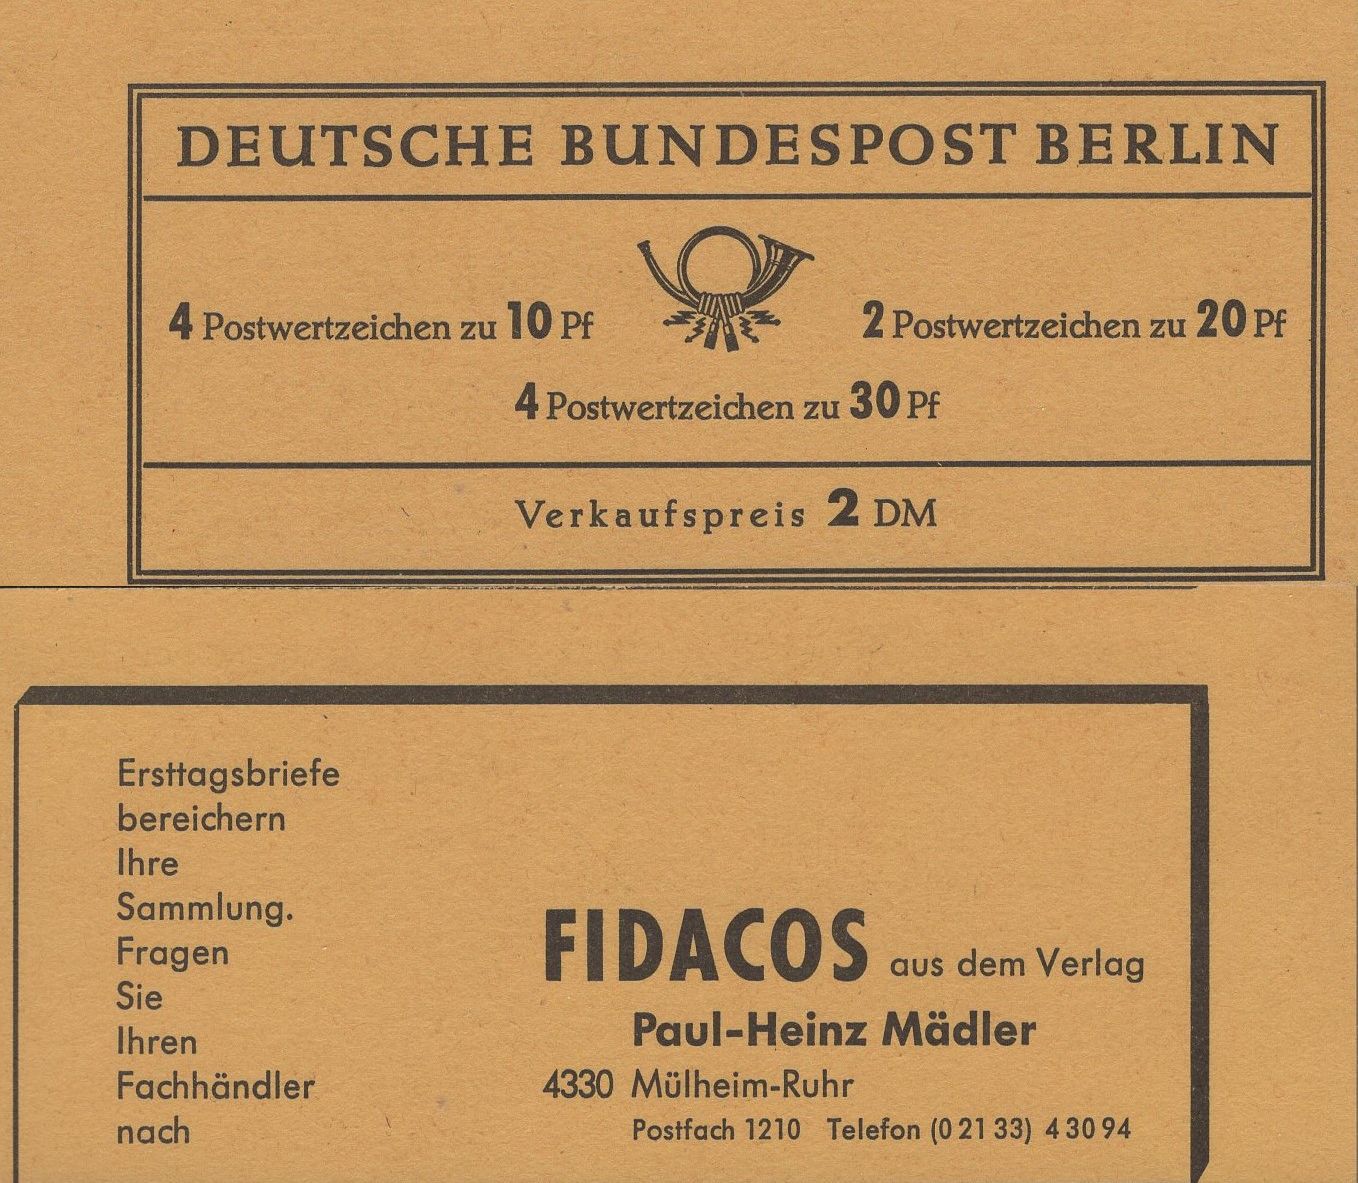 DEUTSCHE BUNDESPOST BERLIN
4 Postwertzeichen zu 10 Pf
2 Postwertzeichen zu 20 Pf
4 Postwertzeichen zu 30 Pf
Verkaufspreis 2 DM
Ersttagsbriefe
bereichern
Ihre
Sammlung.
Fragen
Sie
Ihren
Fachhändler
nach
FIDACOS aus dem Verlag
Paul-Heinz Mädler
4330 Mülheim-Ruhr
Postfach 1210 Telefon (0 21 33) 4 30 94